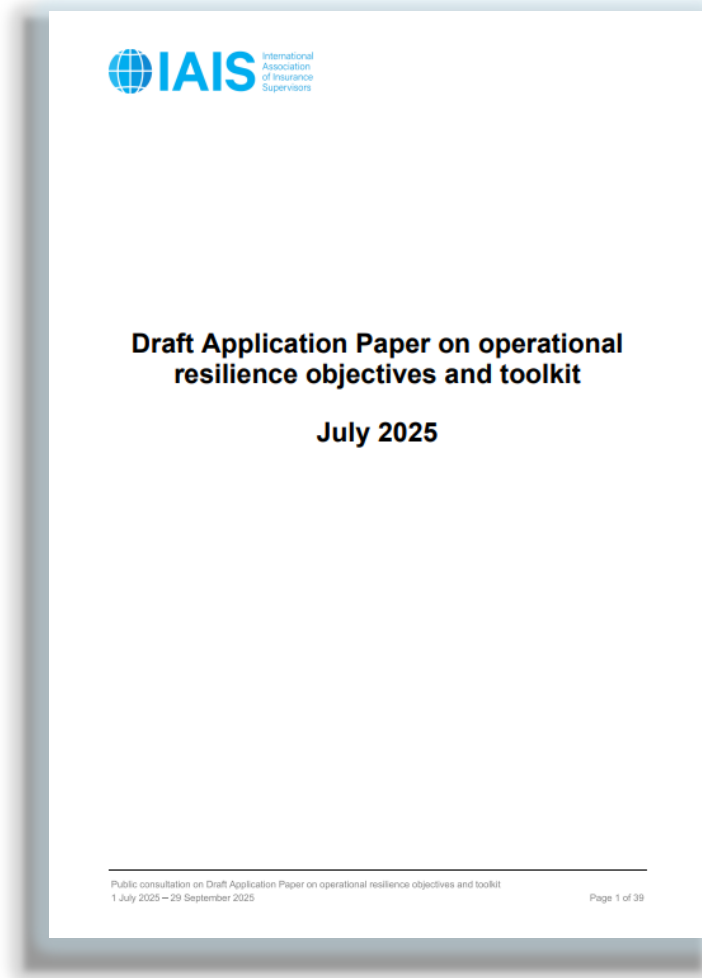 IAIS
International
Association
of Insurance
Supervisors
Draft Application Paper on operational
resilience objectives and toolkit
July 2025
Public consultation on Draft Application Paper on operational resilience objectives and toolkit
1 July 2025 – 29 September 2025
Page 1 of 39